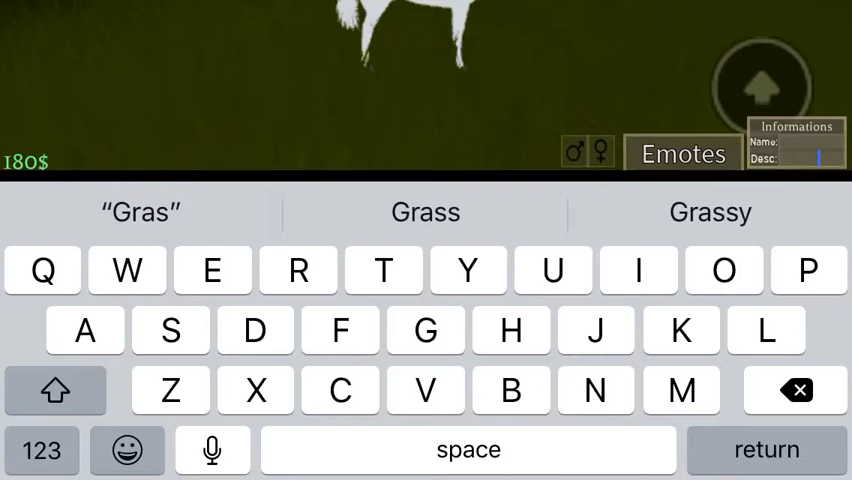 180$
Emotes
Informations
Name:
Desc:
“Gras”
Grass
Grassy
Q W E R T Y U I O P
A S D F G H J K L
Z X C V B N M
123
space
return